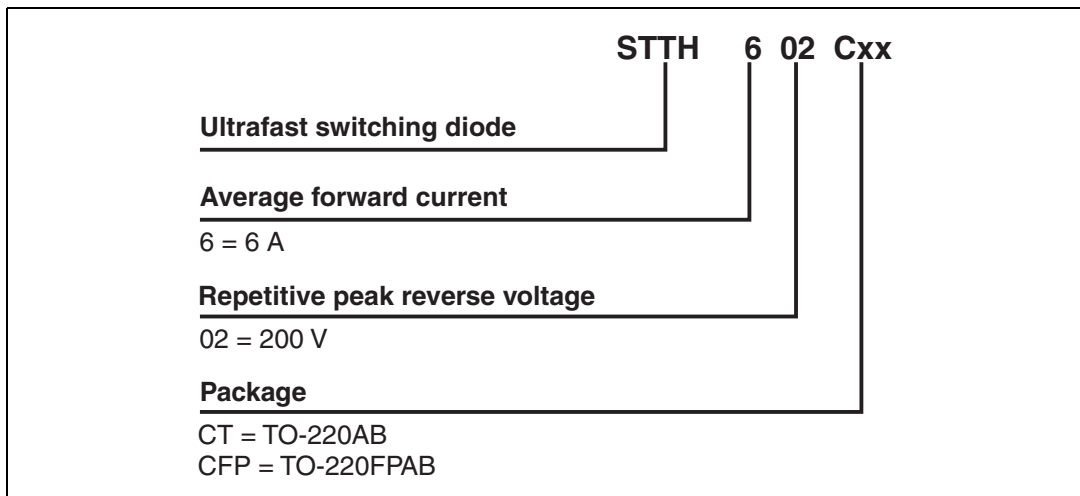 STTH 6 02 Cxx
Ultrafast switching diode
Average forward current
6 = 6 A
Repetitive peak reverse voltage
02 = 200 V
Package
CT = TO-220AB
CFP = TO-220FPAB